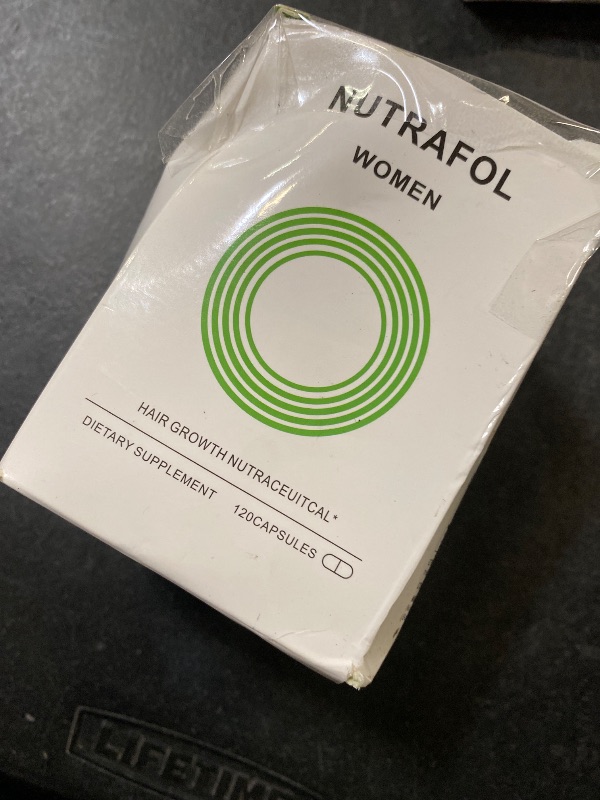 NUTRAFOL
WOMEN
HAIR GROWTH NUTRACEUITCAL*
DIETARY SUPPLEMENT 120CAPSULES
LIFETIME